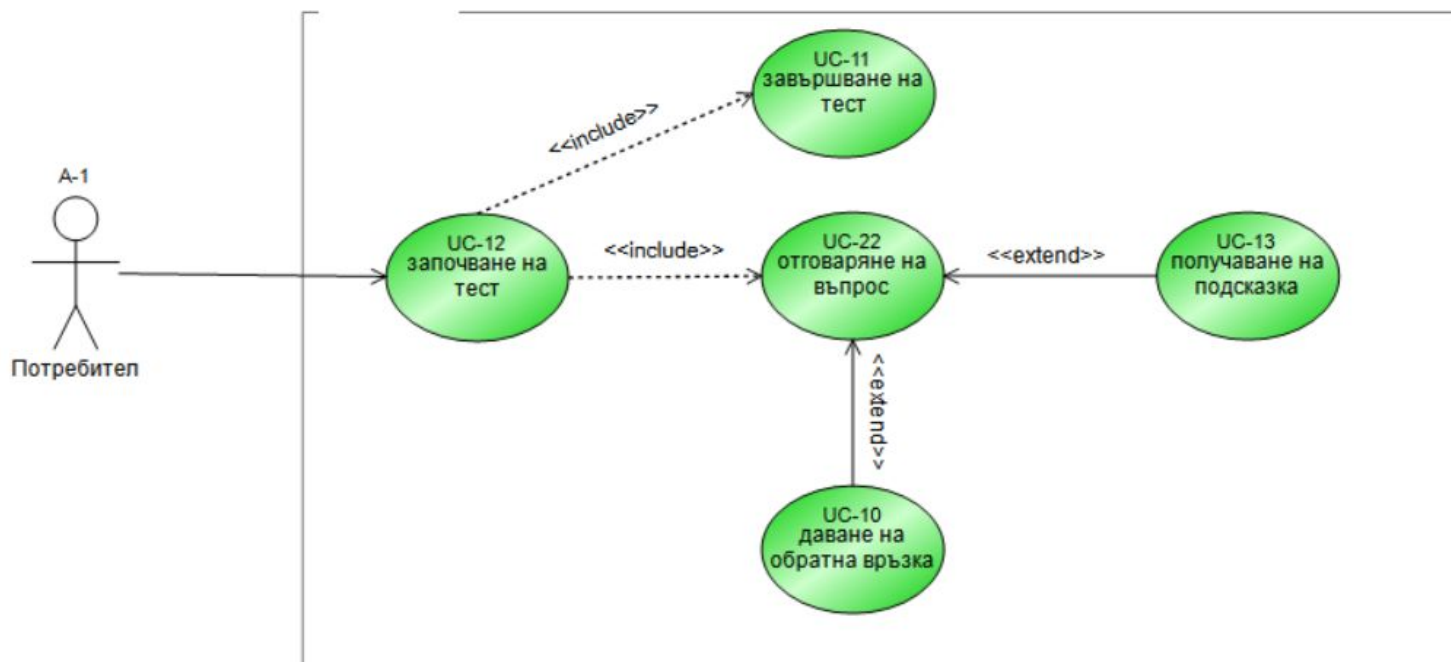 UC-11
завършване на
тест
<<include>>
A-1
Потребител
UC-12
започване на
тест
<<include>>
UC-22
отговаряне на
въпрос
<<extend>>
UC-13
получаване на
подсказка
<<extend>>
UC-10
даване на
обратна връзка